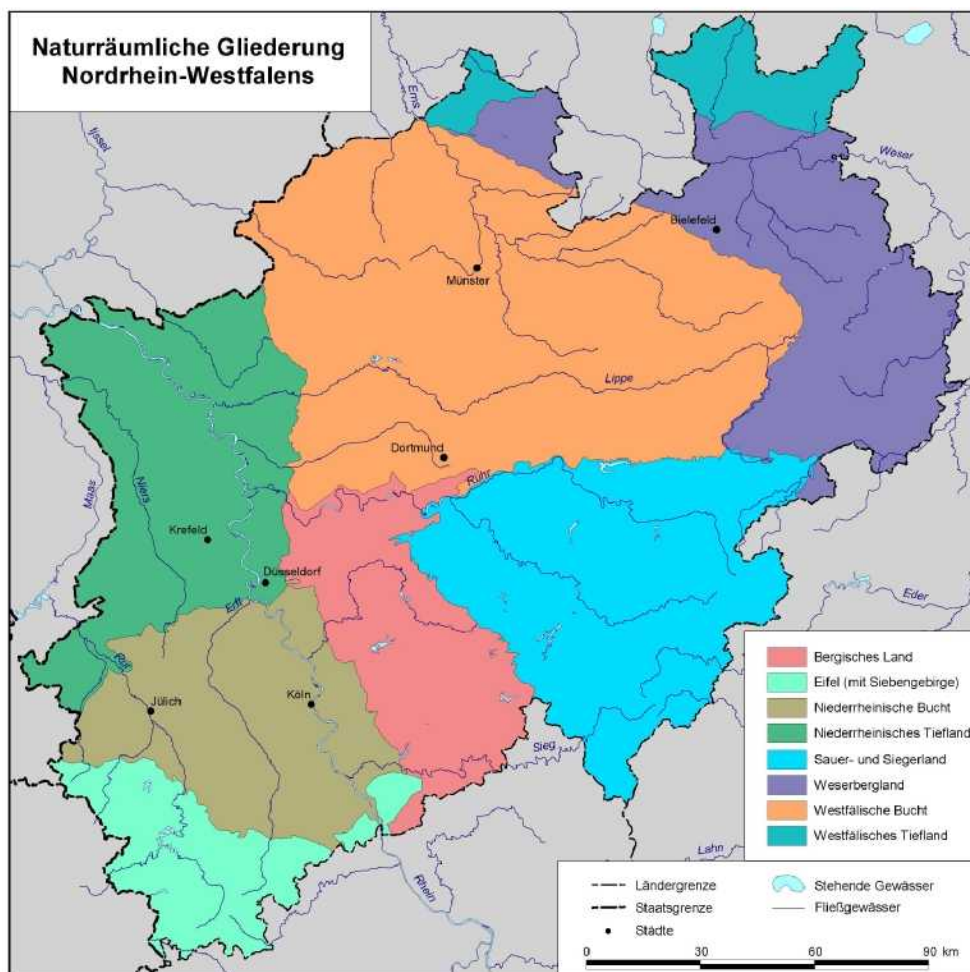 Naturräumliche Gliederung
Nordrhein-Westfalens
Ijssel
Ems
Weser
Bielefeld
Münster
Lippe
Dortmund
Ruhr
Maas
Niers
Krefeld
Düsseldorf
Erft
Eder
Rur
Jülich
Köln
Sieg
Lahn
Rhein
Bergisches Land
Eifel (mit Siebengebirge)
Niederrheinische Bucht
Niederrheinisches Tiefland
Sauer- und Siegerland
Weserbergland
Westfälische Bucht
Westfälisches Tiefland
Ländergrenze
Staatsgrenze
Städte
Stehende Gewässer
Fließgewässer
0 30 60 90 km